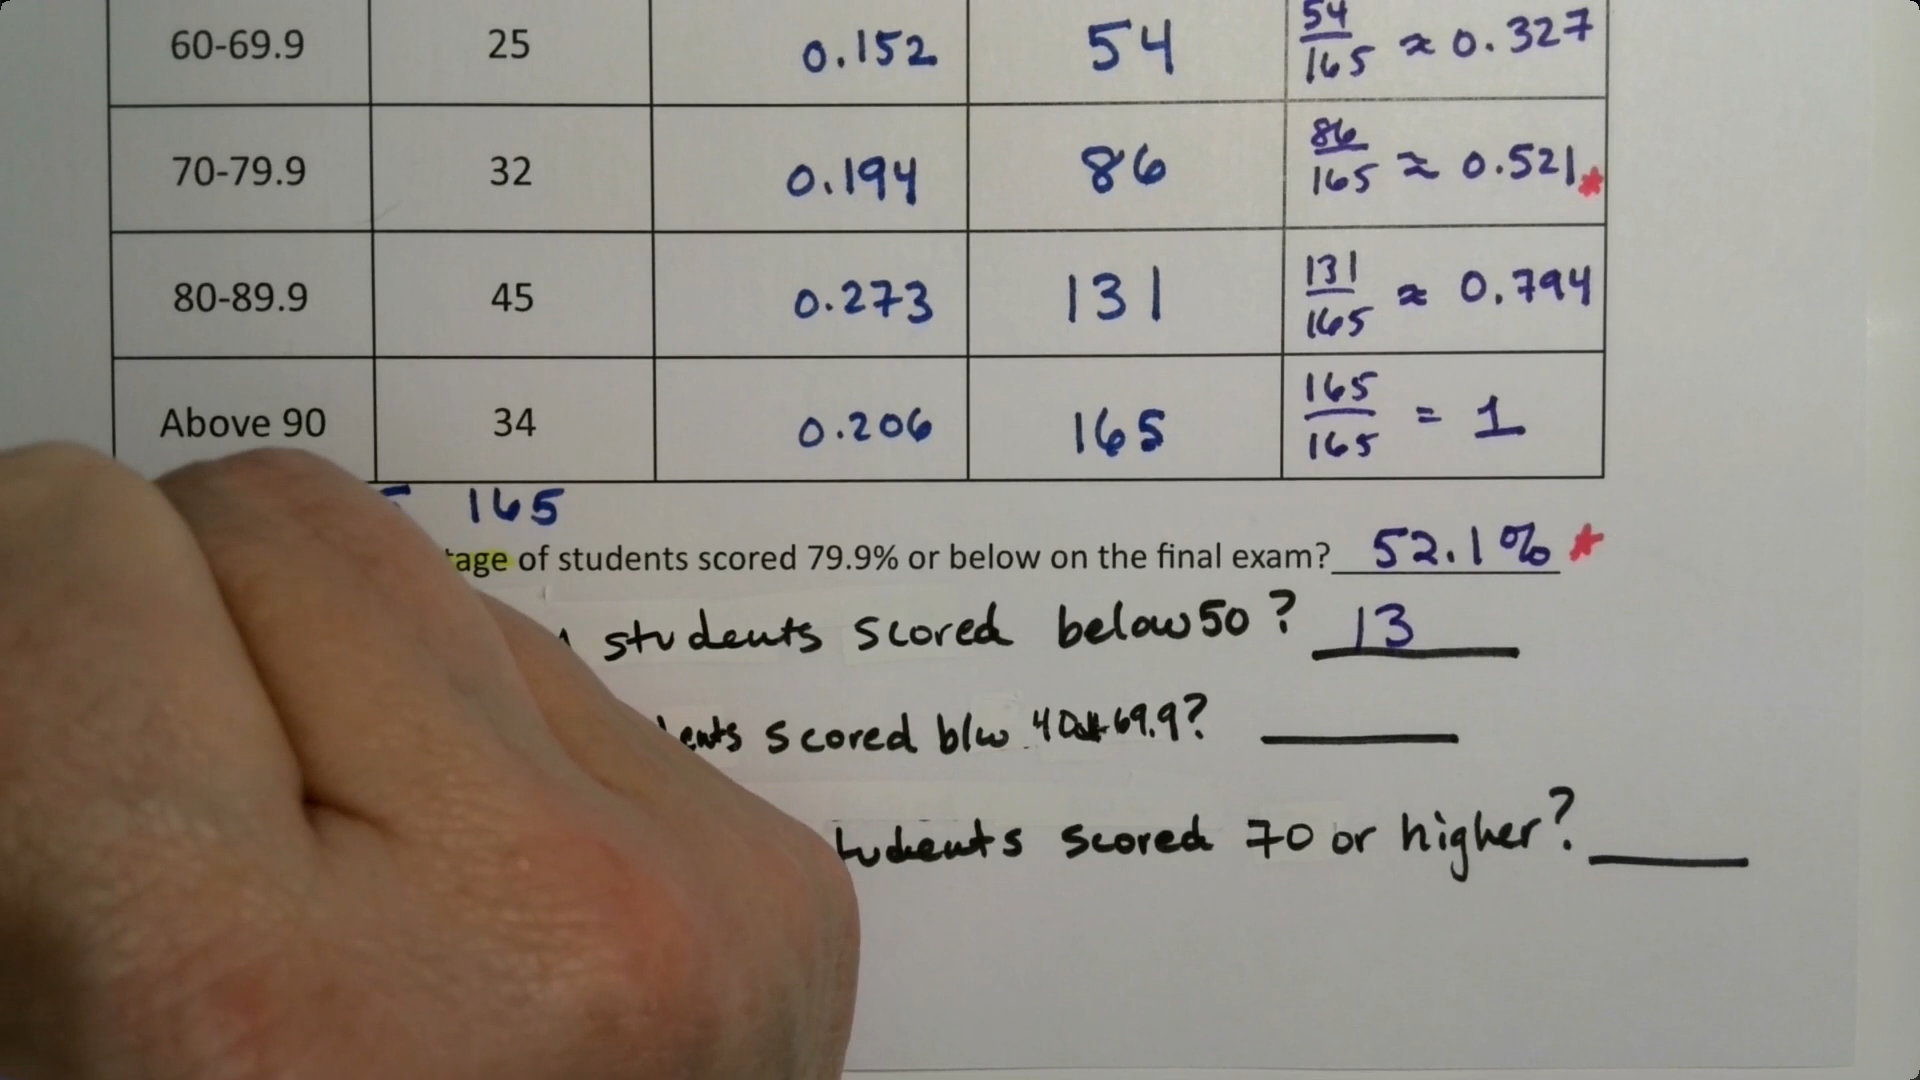 60-69.9 25 0.152 54 54/165 ≈ 0.327
70-79.9 32 0.194 86 86/165 ≈ 0.521 *
80-89.9 45 0.273 131 131/165 ≈ 0.794
Above 90 34 0.206 165 165/165 = 1
165
tage of students scored 79.9% or below on the final exam? 52.1% *
students scored below 50? 13
ents scored b/w 40 + 69.9?
tudents scored 70 or higher?